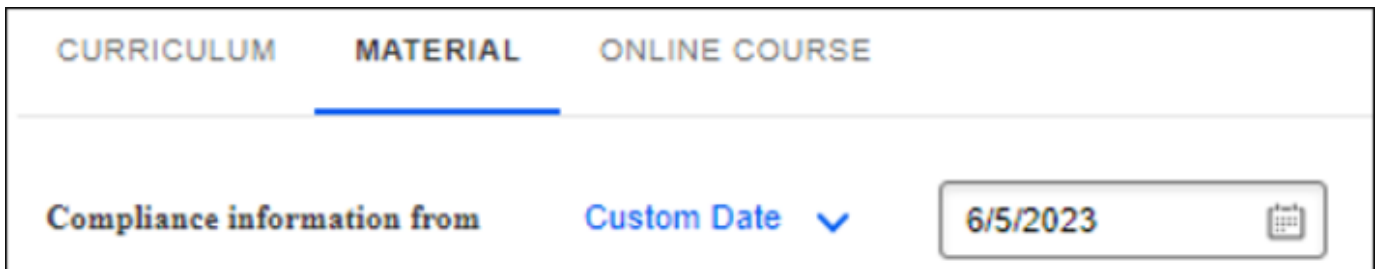 CURRICULUM MATERIAL ONLINE COURSE
Compliance information from Custom Date 6/5/2023